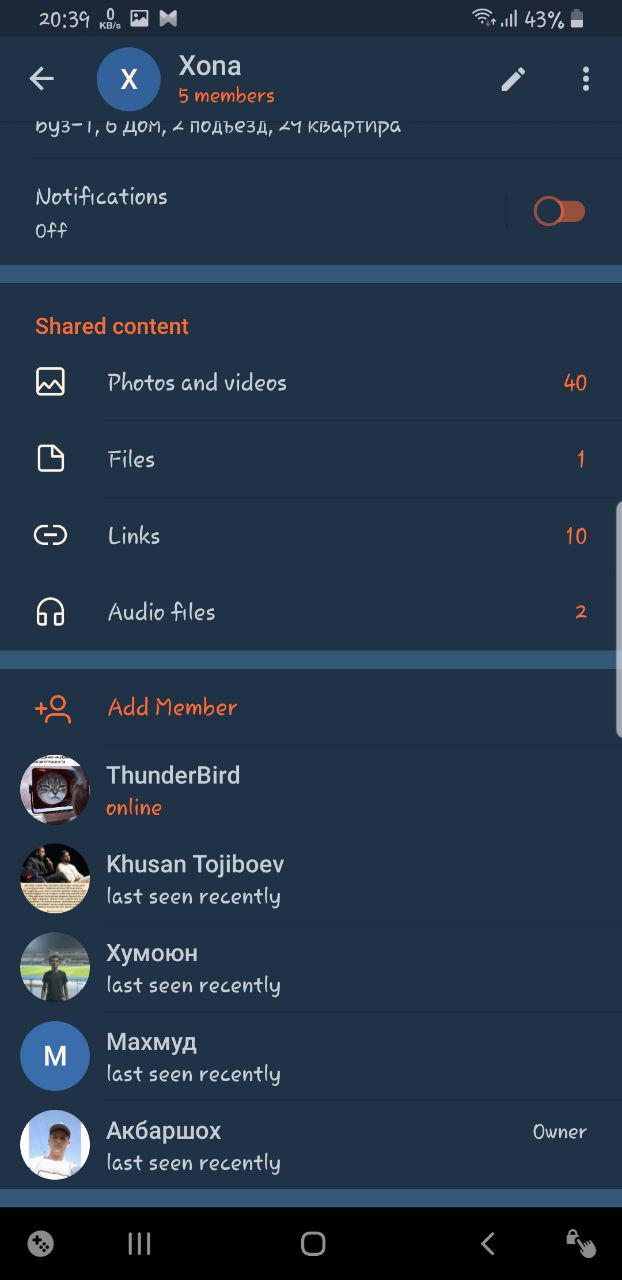 20:39 0 KB/s 43%
X Xona
5 members
Буз-1, 6 дом, 2 подъезд, 24 квартира
Notifications
Off
Shared content
Photos and videos 40
Files 1
Links 10
Audio files 2
Add Member
ThunderBird
online
Khusan Tojiboev
last seen recently
Хумоюн
last seen recently
М Махмуд
last seen recently
Акбаршох Owner
last seen recently